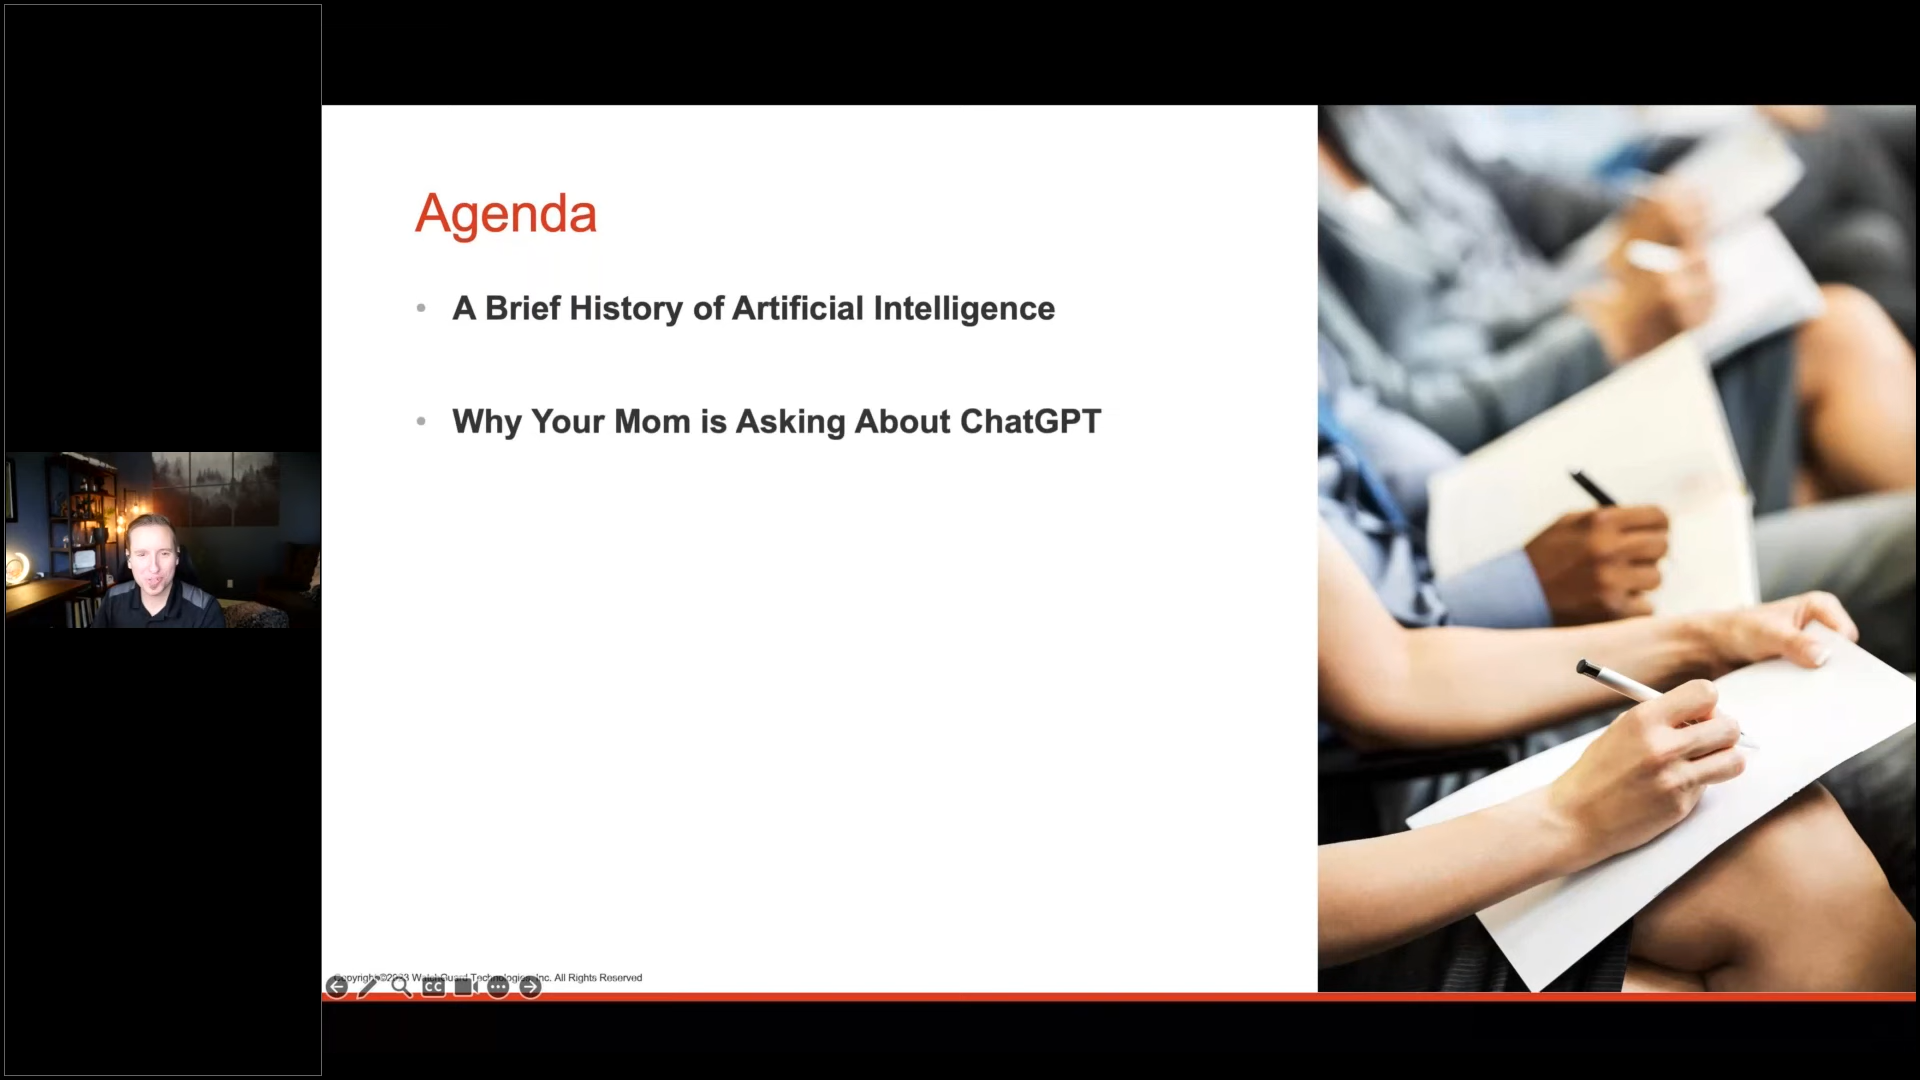 Agenda
• A Brief History of Artificial Intelligence
• Why Your Mom is Asking About ChatGPT
Copyright ©2023 WatchGuard Technologies, Inc. All Rights Reserved
CC